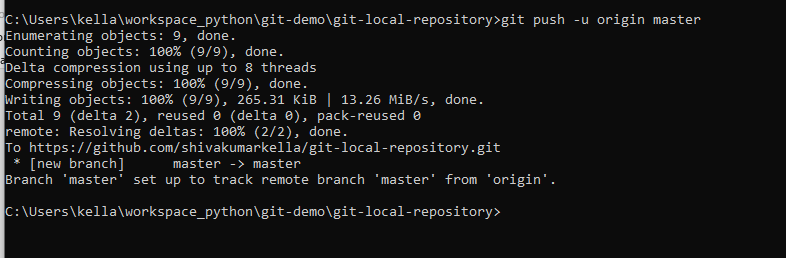 C:\Users\kella\workspace_python\git-demo\git-local-repository>git push -u origin master
Enumerating objects: 9, done.
Counting objects: 100% (9/9), done.
Delta compression using up to 8 threads
Compressing objects: 100% (9/9), done.
Writing objects: 100% (9/9), 265.31 KiB | 13.26 MiB/s, done.
Total 9 (delta 2), reused 0 (delta 0), pack-reused 0
remote: Resolving deltas: 100% (2/2), done.
To https://github.com/shivakumarkella/git-local-repository.git
 * [new branch]      master -> master
Branch 'master' set up to track remote branch 'master' from 'origin'.
C:\Users\kella\workspace_python\git-demo\git-local-repository>